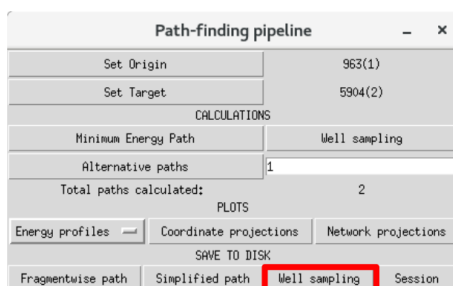 Path-finding pipeline – ×
Set Origin 963(1)
Set Target 5904(2)
CALCULATIONS
Minimum Energy Path Well sampling
Alternative paths 1
Total paths calculated: 2
PLOTS
Energy profiles Coordinate projections Network projections
SAVE TO DISK
Fragmentwise path Simplified path Well sampling Session